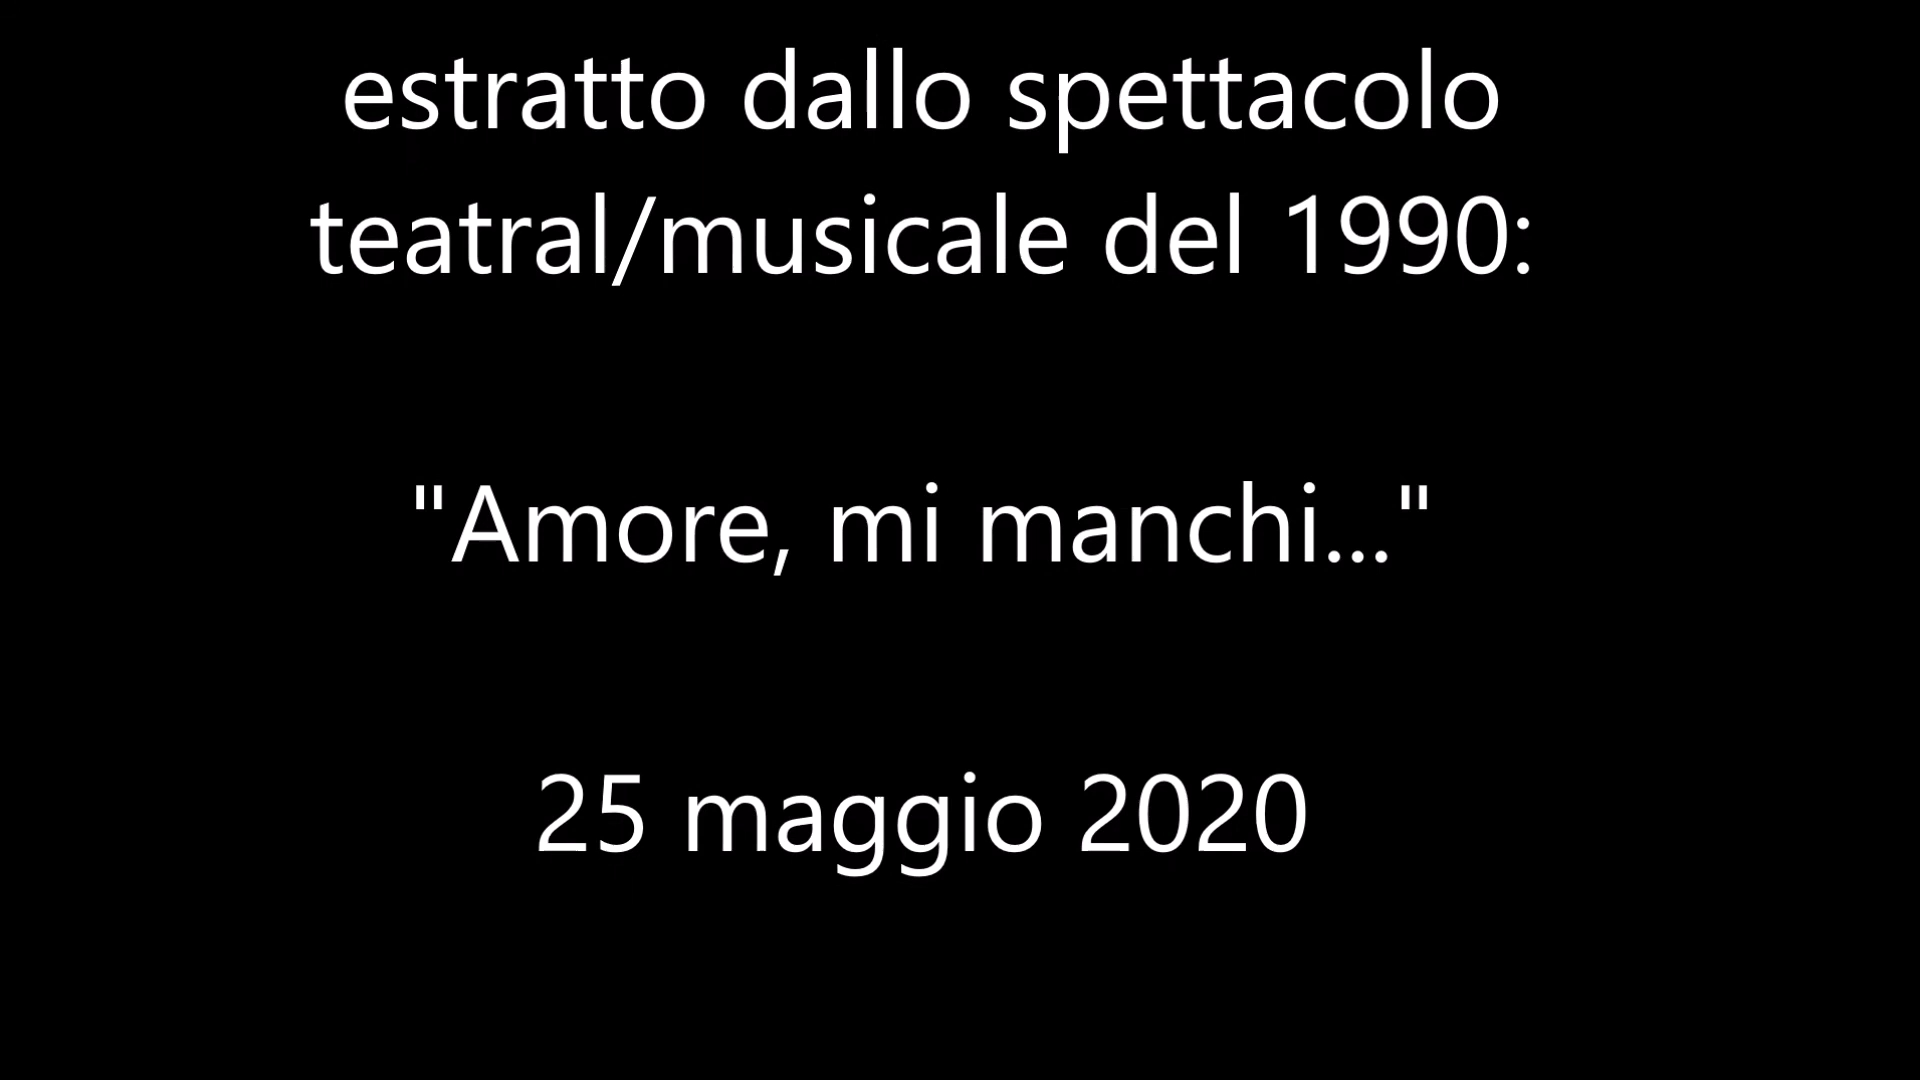 estratto dallo spettacolo
teatral/musicale del 1990:
"Amore, mi manchi..."
25 maggio 2020